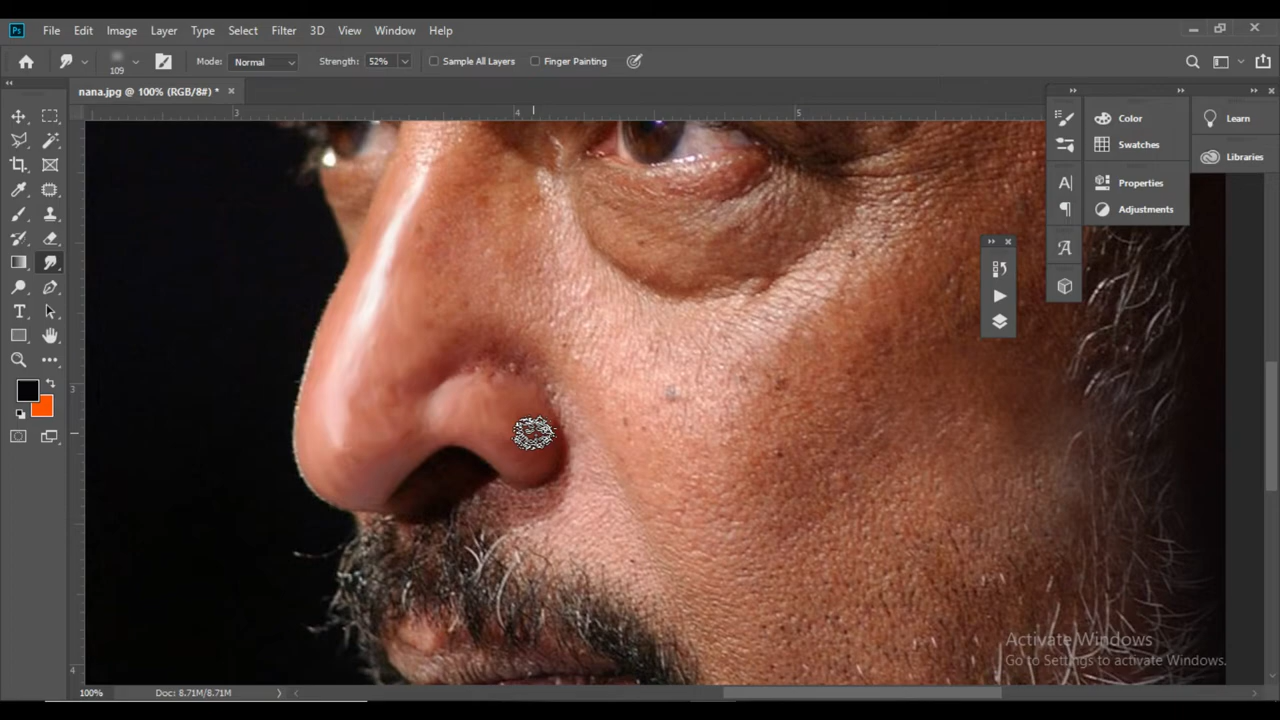 Ps File Edit Image Layer Type Select Filter 3D View Window Help
109 Mode: Normal Strength: 52% Sample All Layers Finger Painting
nana.jpg @ 100% (RGB/8#) *
3 4 5
Color Learn
Swatches Libraries
Properties
Adjustments
3
4
Activate Windows
Go to Settings to activate Windows.
100% Doc: 8.71M/8.71M